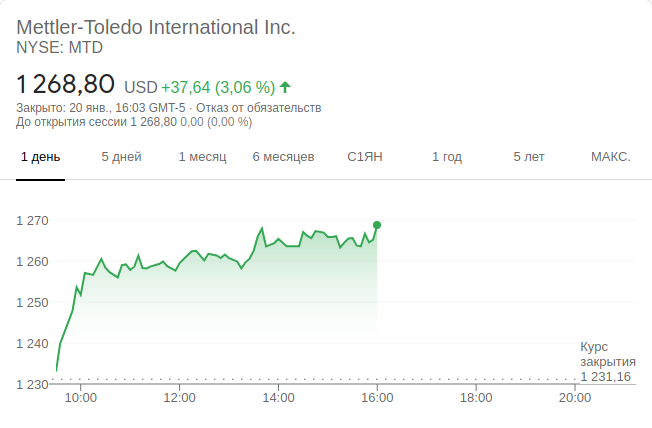 Mettler-Toledo International Inc.
NYSE: MTD
1 268,80 USD +37,64 (3,06 %)
Закрыто: 20 янв., 16:03 GMT-5 · Отказ от обязательств
До открытия сессии 1 268,80 0,00 (0,00 %)
1 день 5 дней 1 месяц 6 месяцев С1ЯН 1 год 5 лет МАКС.
1 270
1 260
1 250
1 240
1 230
Курс
закрытия
1 231,16
10:00 12:00 14:00 16:00 18:00 20:00